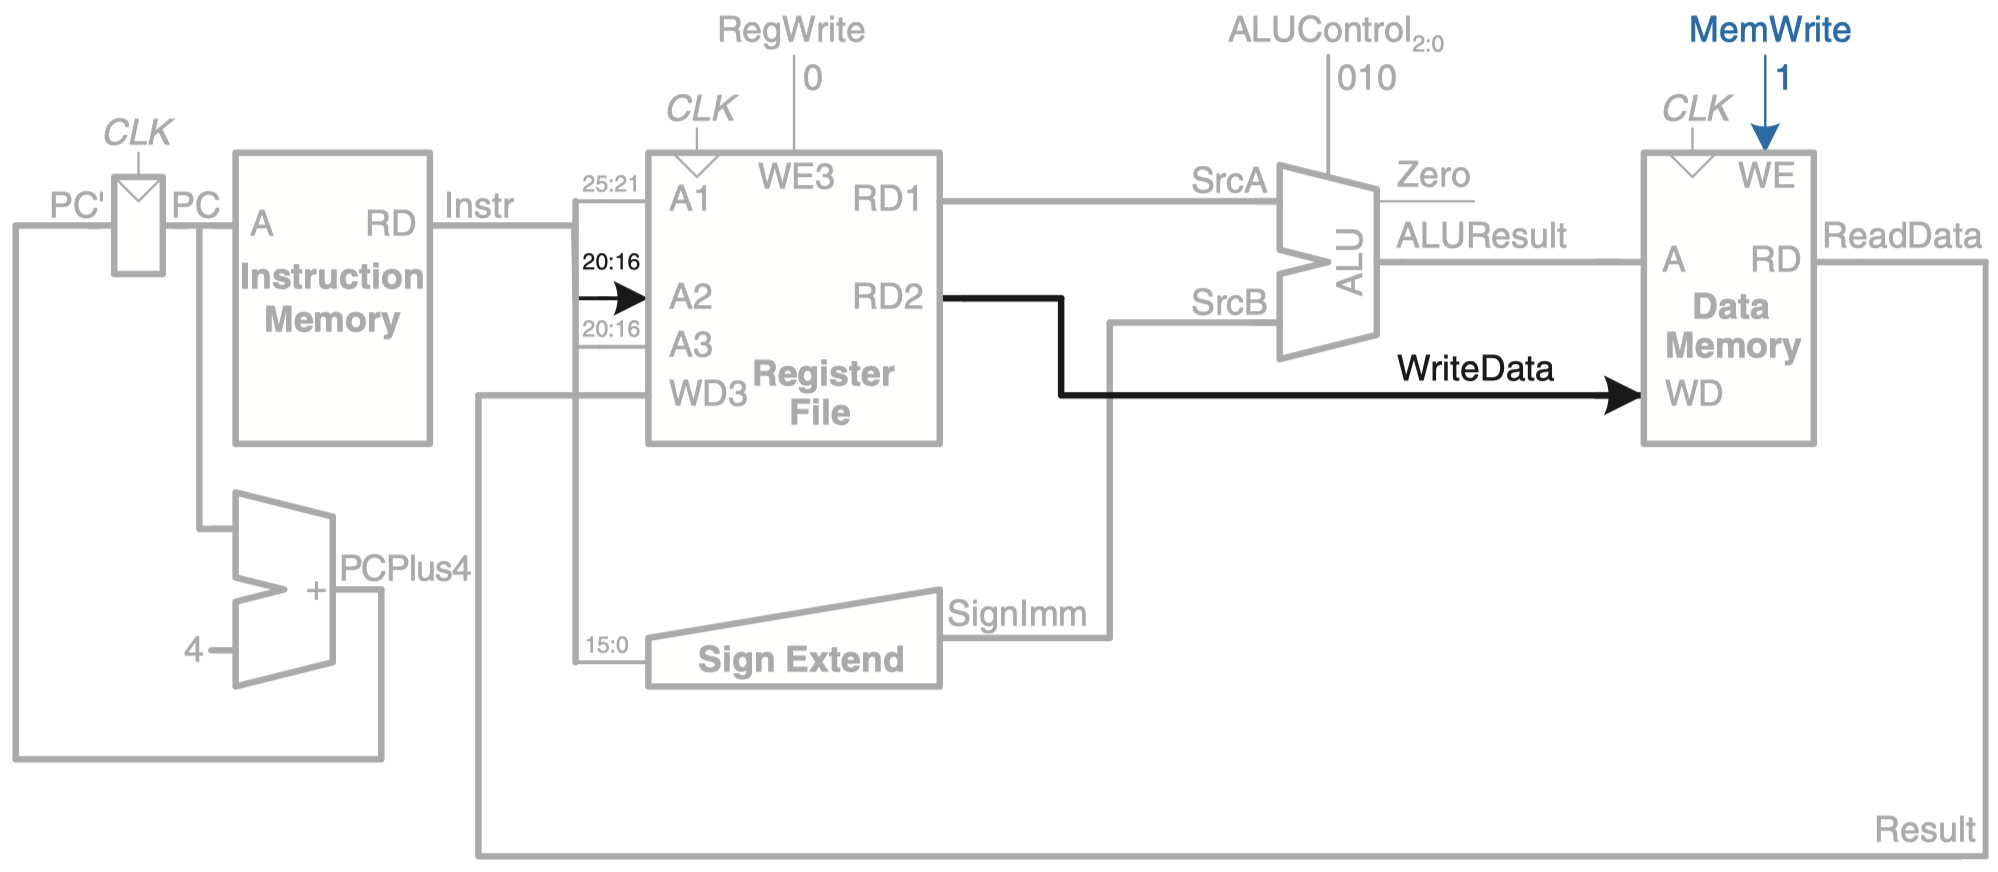 RegWrite
ALUControl2:0
MemWrite
0
010
1
CLK
CLK
CLK
WE3
WE
25:21
A1
RD1
SrcA
Zero
PC'
PC
A
RD
Instr
Instruction
Memory
20:16
A2
RD2
20:16
A3
WD3
Register
File
SrcB
ALU
ALUResult
A
RD
ReadData
Data
Memory
WriteData
WD
PCPlus4
+
4
15:0
Sign Extend
SignImm
Result